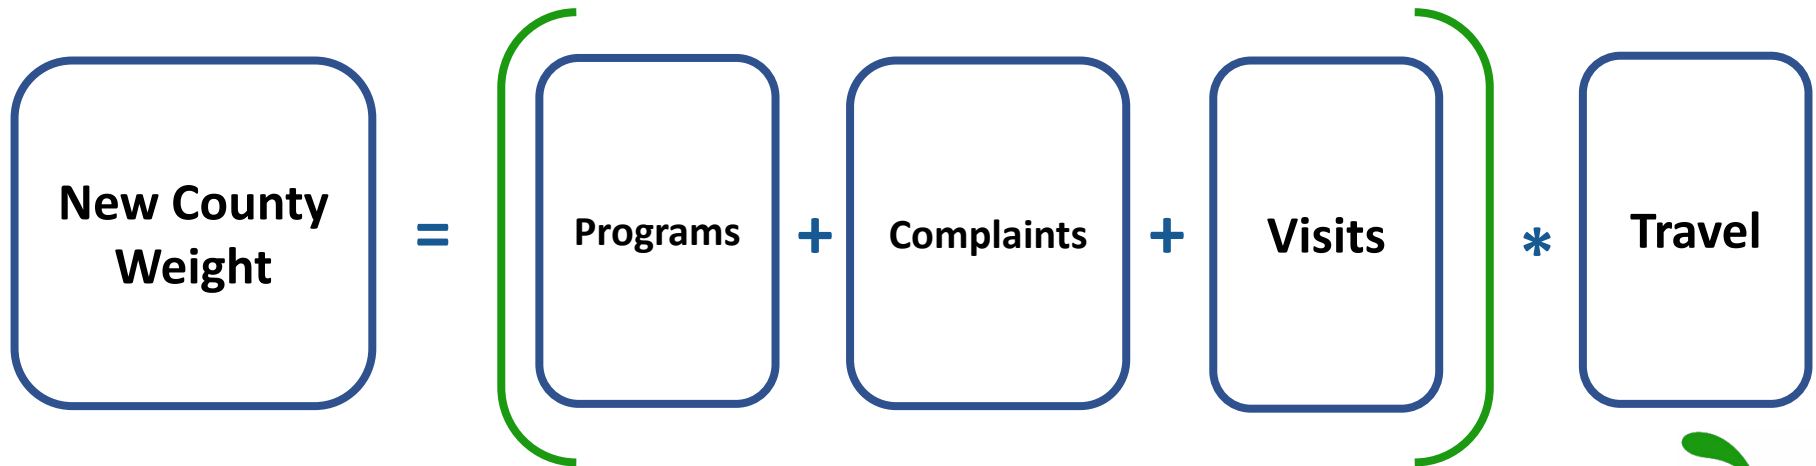 New County
Weight
=
Programs
+
Complaints
+
Visits
*
Travel